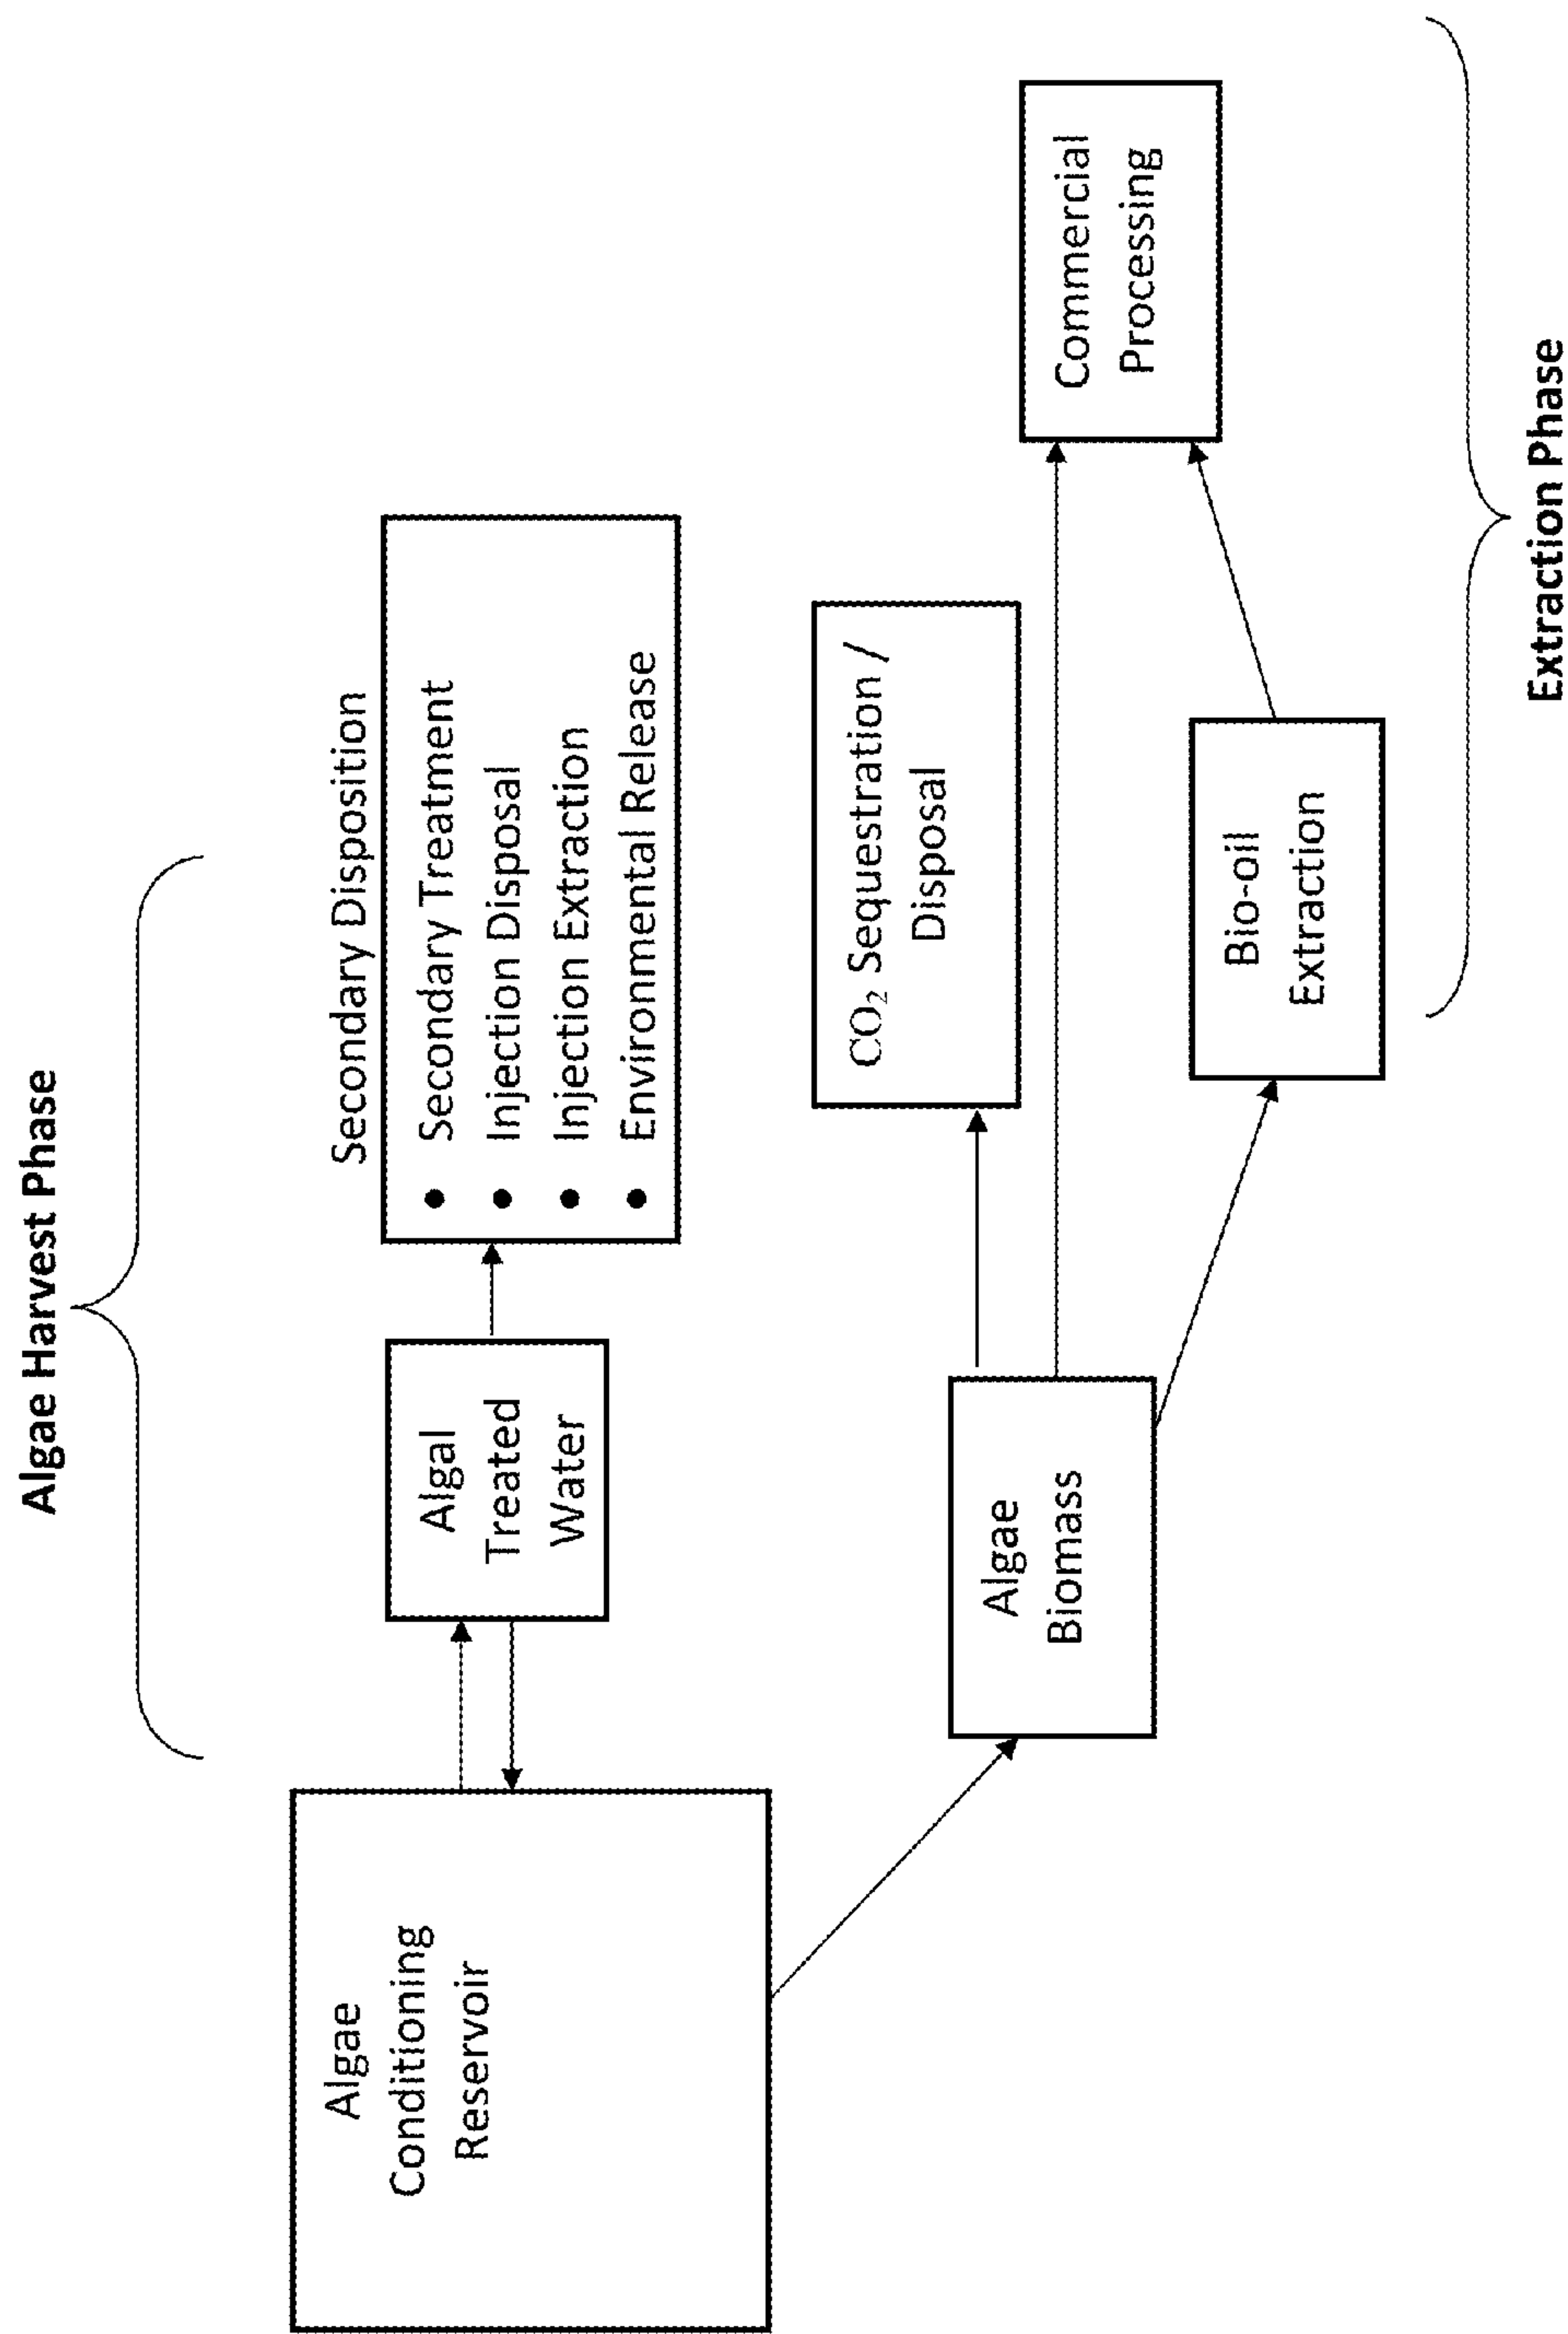 Algae Harvest Phase
Algae
Conditioning
Reservoir
Algal
Treated
Water
Secondary Disposition
• Secondary Treatment
• Injection Disposal
• Injection Extraction
• Environmental Release
Algae
Biomass
CO₂ Sequestration /
Disposal
Bio-oil
Extraction
Commercial
Processing
Extraction Phase